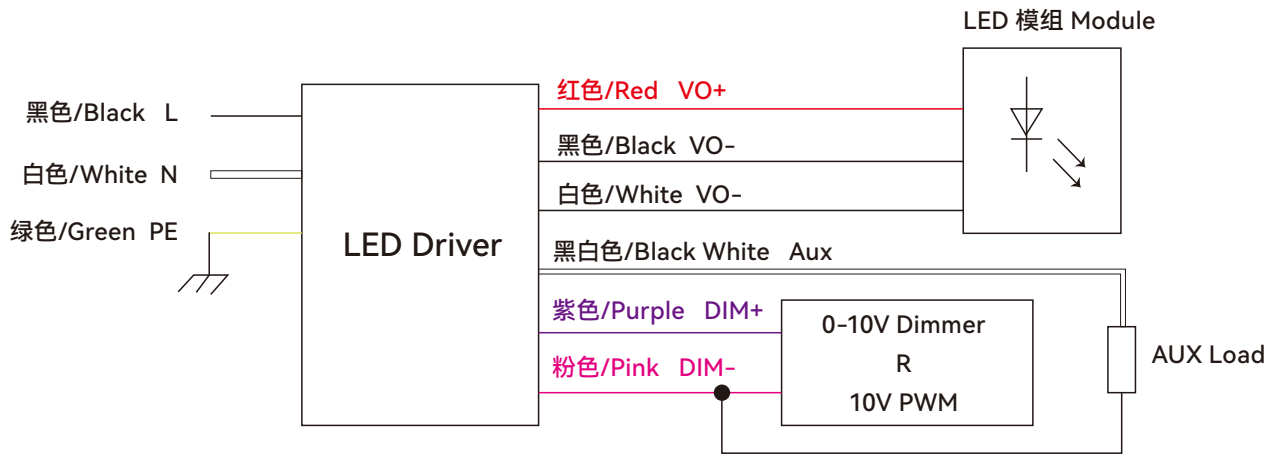 LED 模组 Module
黑色/Black L
白色/White N
绿色/Green PE
LED Driver
红色/Red VO+
黑色/Black VO-
白色/White VO-
黑白色/Black White Aux
紫色/Purple DIM+
粉色/Pink DIM-
0-10V Dimmer
R
10V PWM
AUX Load